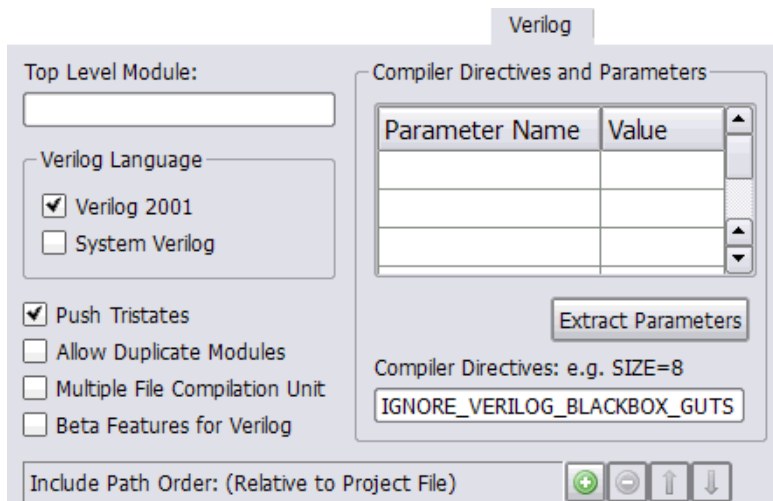 Verilog
Top Level Module:
Verilog Language
Verilog 2001
System Verilog
Push Tristates
Allow Duplicate Modules
Multiple File Compilation Unit
Beta Features for Verilog
Compiler Directives and Parameters
Parameter Name Value
Extract Parameters
Compiler Directives: e.g. SIZE=8
IGNORE_VERILOG_BLACKBOX_GUTS
Include Path Order: (Relative to Project File)